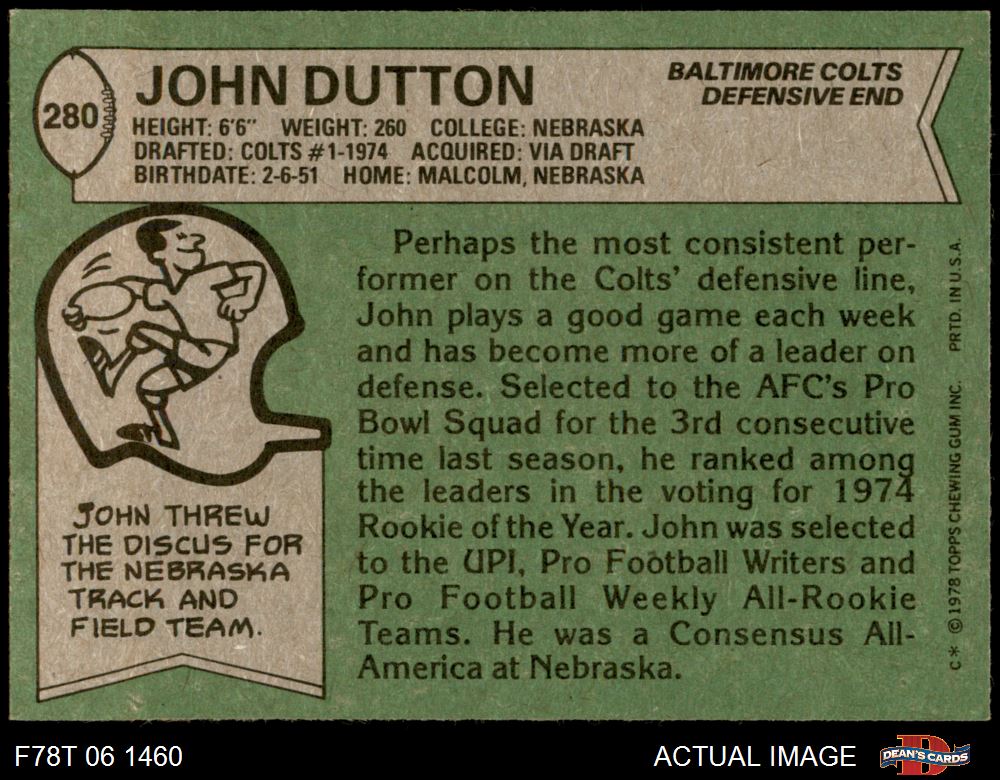 280
JOHN DUTTON
BALTIMORE COLTS
DEFENSIVE END
HEIGHT: 6'6" WEIGHT: 260 COLLEGE: NEBRASKA
DRAFTED: COLTS #1-1974 ACQUIRED: VIA DRAFT
BIRTHDATE: 2-6-51 HOME: MALCOLM, NEBRASKA
JOHN THREW
THE DISCUS FOR
THE NEBRASKA
TRACK AND
FIELD TEAM.
Perhaps the most consistent per-
former on the Colts' defensive line,
John plays a good game each week
and has become more of a leader on
defense. Selected to the AFC's Pro
Bowl Squad for the 3rd consecutive
time last season, he ranked among
the leaders in the voting for 1974
Rookie of the Year. John was selected
to the UPI, Pro Football Writers and
Pro Football Weekly All-Rookie
Teams. He was a Consensus All-
America at Nebraska.
C* © 1978 TOPPS CHEWING GUM INC. PRTD. IN U.S.A.
F78T 06 1460
ACTUAL IMAGE
DEAN'S CARDS